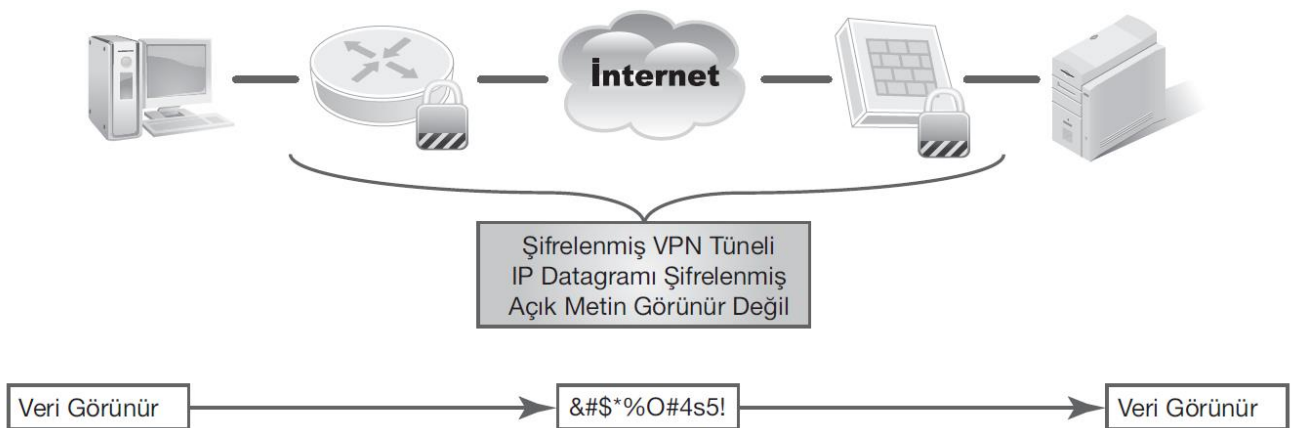 İnternet
Şifrelenmiş VPN Tüneli
IP Datagramı Şifrelenmiş
Açık Metin Görünür Değil
Veri Görünür
&#$*%O#4s5!
Veri Görünür